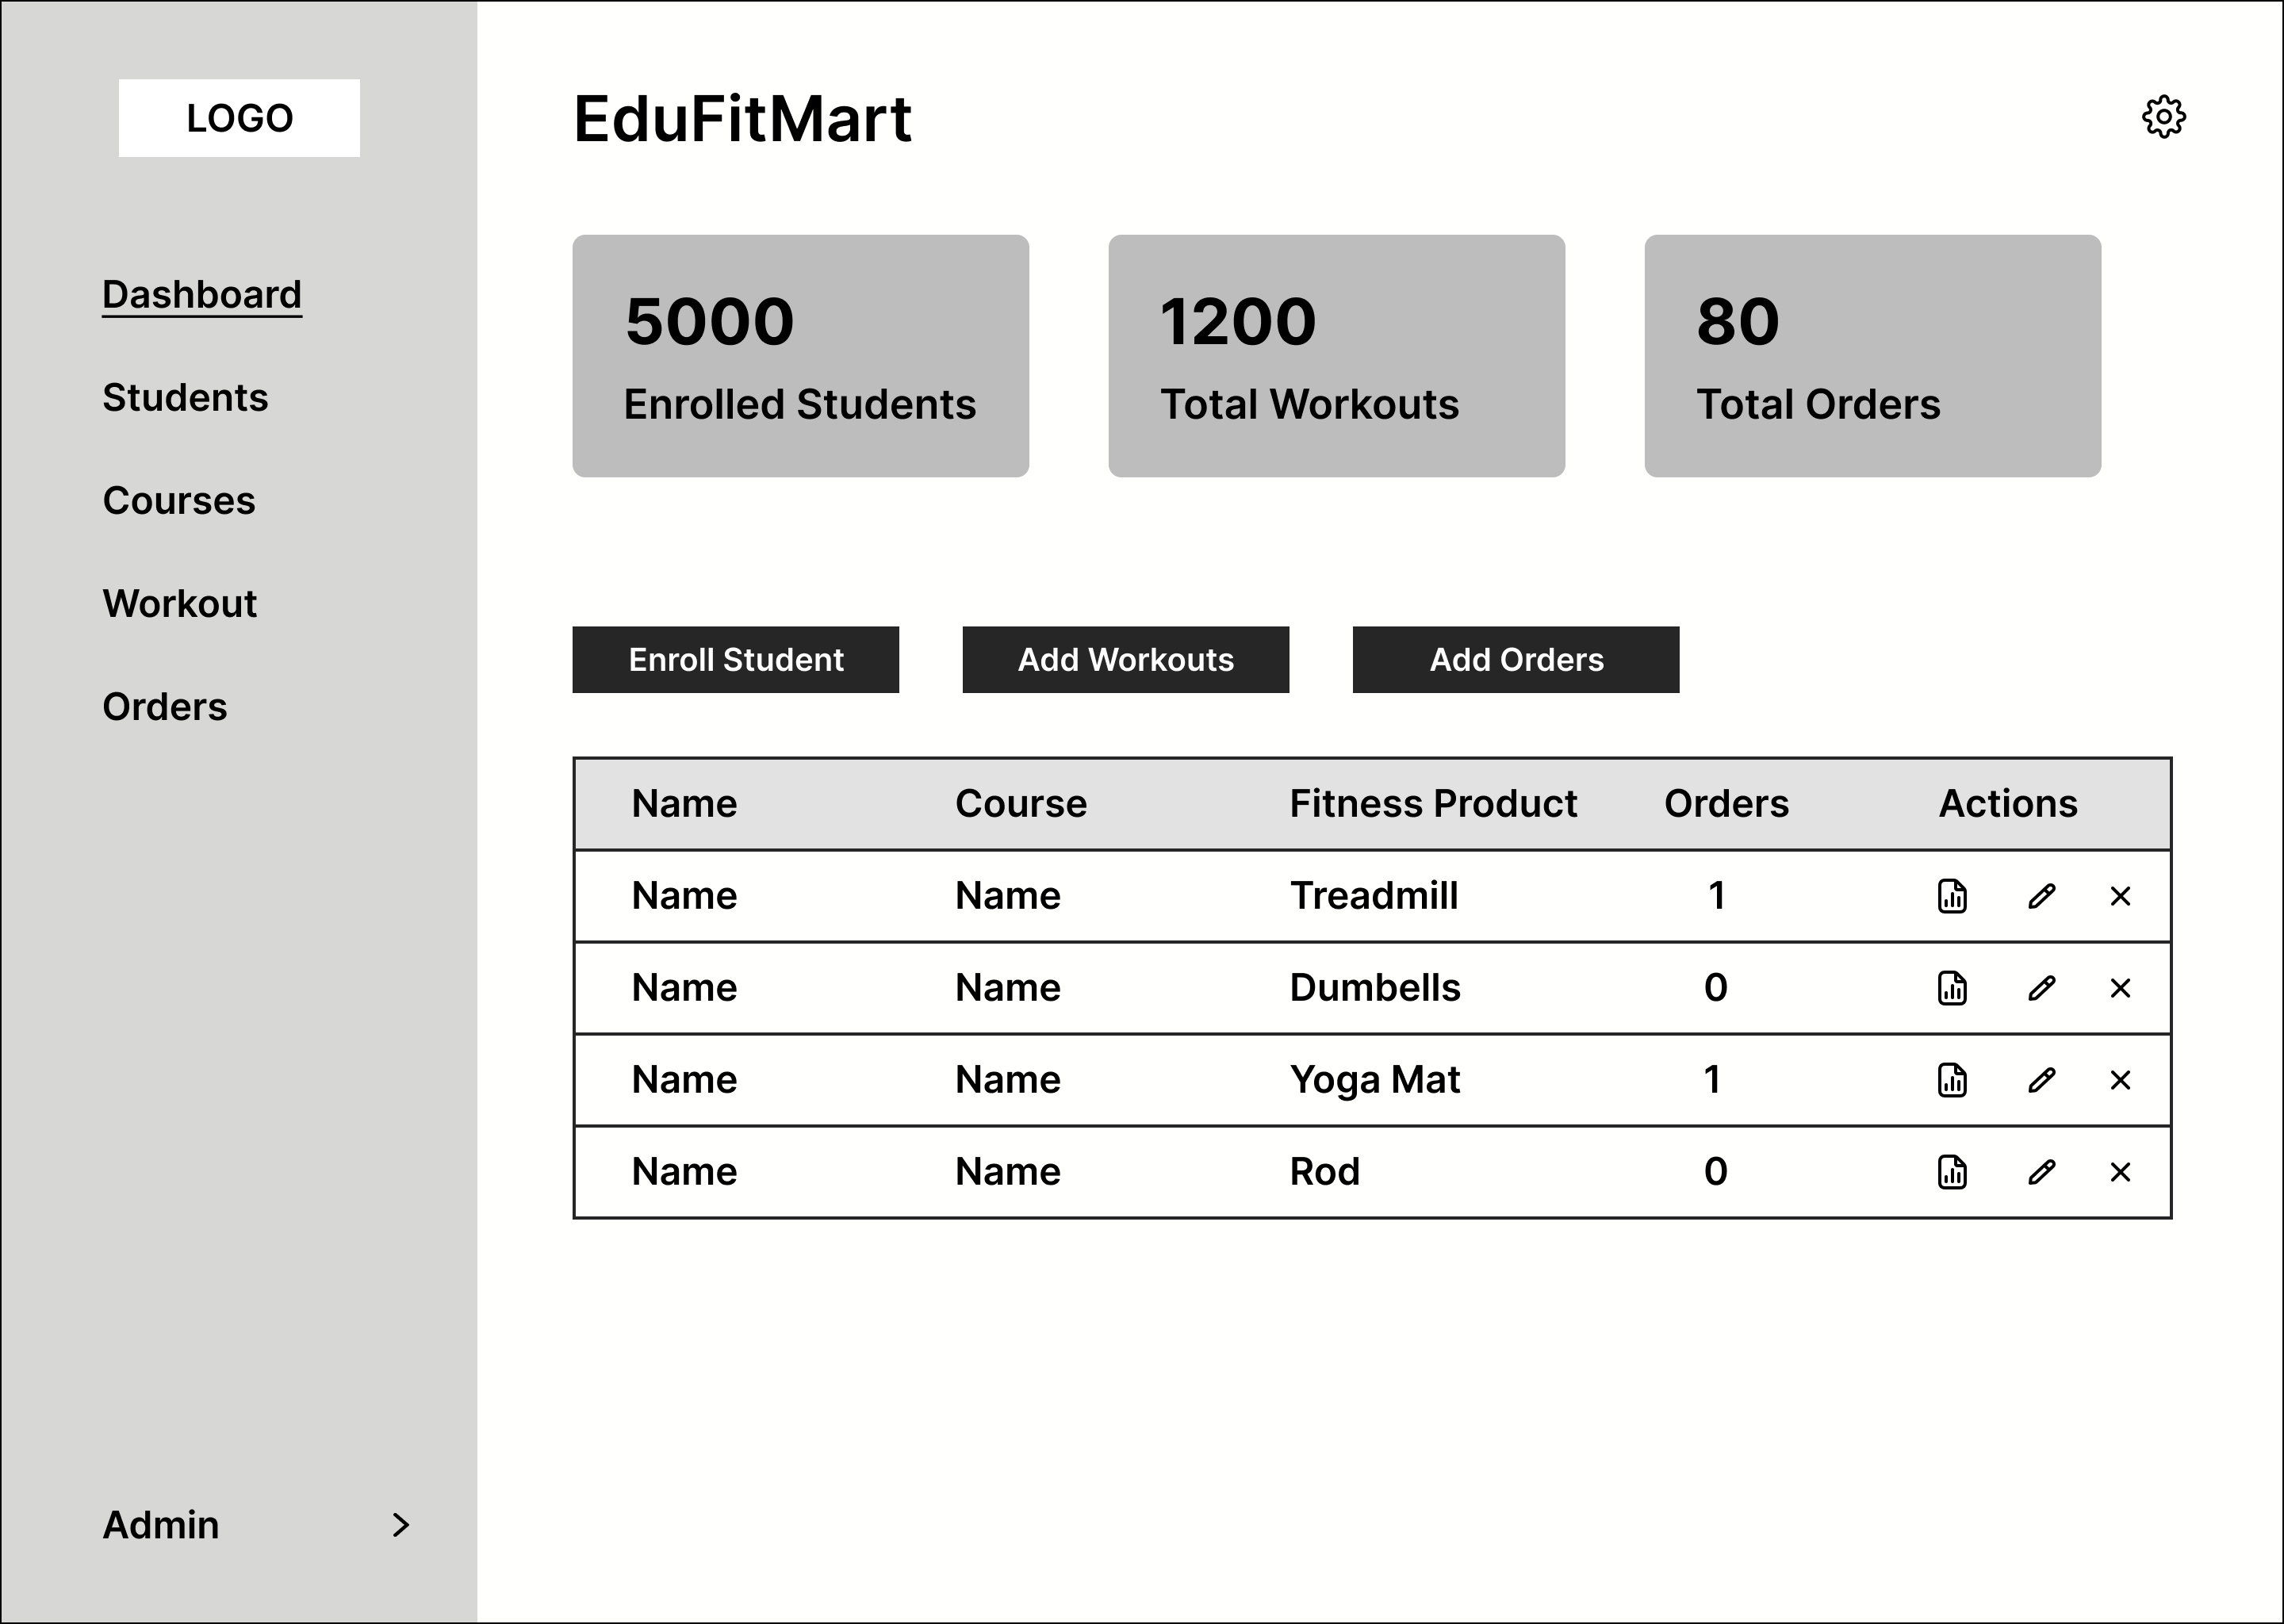 LOGO
Dashboard
Students
Courses
Workout
Orders
Admin
EduFitMart
5000
Enrolled Students
1200
Total Workouts
80
Total Orders
Enroll Student
Add Workouts
Add Orders
Name Course Fitness Product Orders Actions
Name Name Treadmill 1
Name Name Dumbells 0
Name Name Yoga Mat 1
Name Name Rod 0